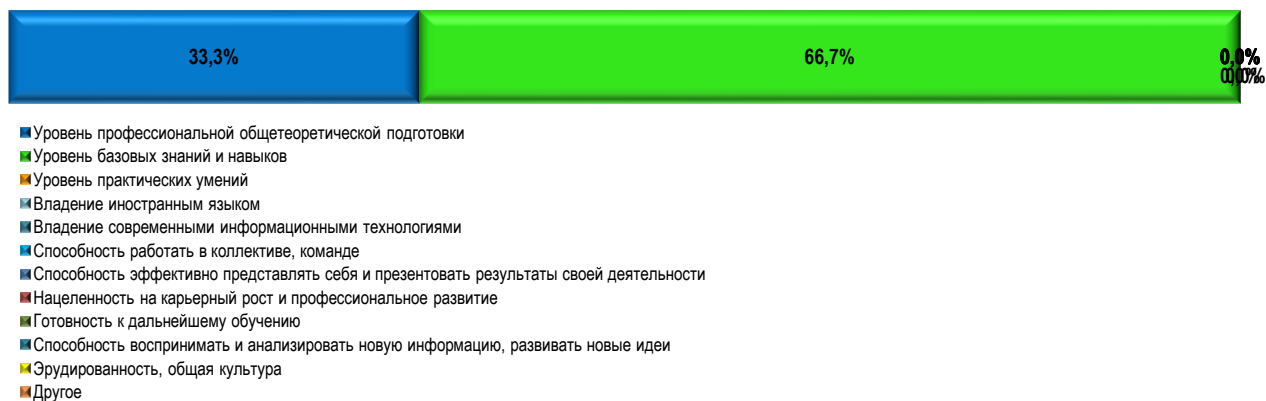 33,3%
66,7%
0,0%
Уровень профессиональной общетеоретической подготовки
Уровень базовых знаний и навыков
Уровень практических умений
Владение иностранным языком
Владение современными информационными технологиями
Способность работать в коллективе, команде
Способность эффективно представлять себя и презентовать результаты своей деятельности
Нацеленность на карьерный рост и профессиональное развитие
Готовность к дальнейшему обучению
Способность воспринимать и анализировать новую информацию, развивать новые идеи
Эрудированность, общая культура
Другое